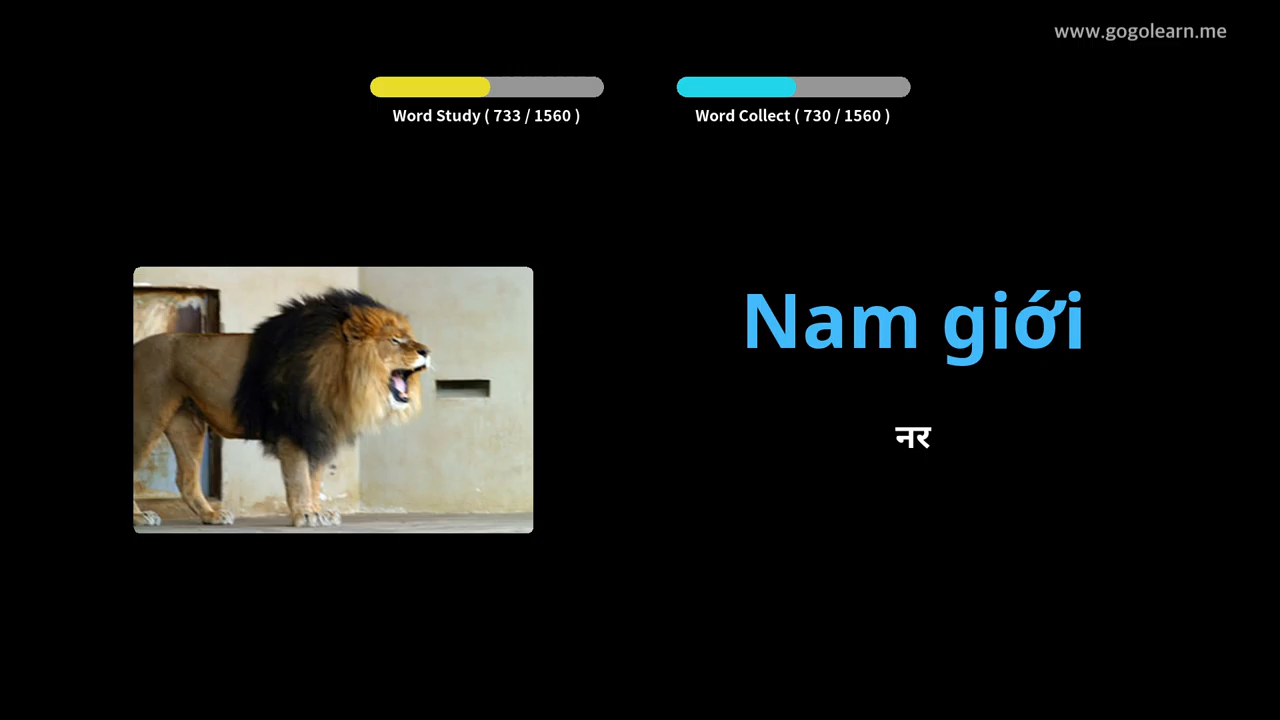 www.gogolearn.me
Word Study ( 733 / 1560 )
Word Collect ( 730 / 1560 )
Nam giới
नर